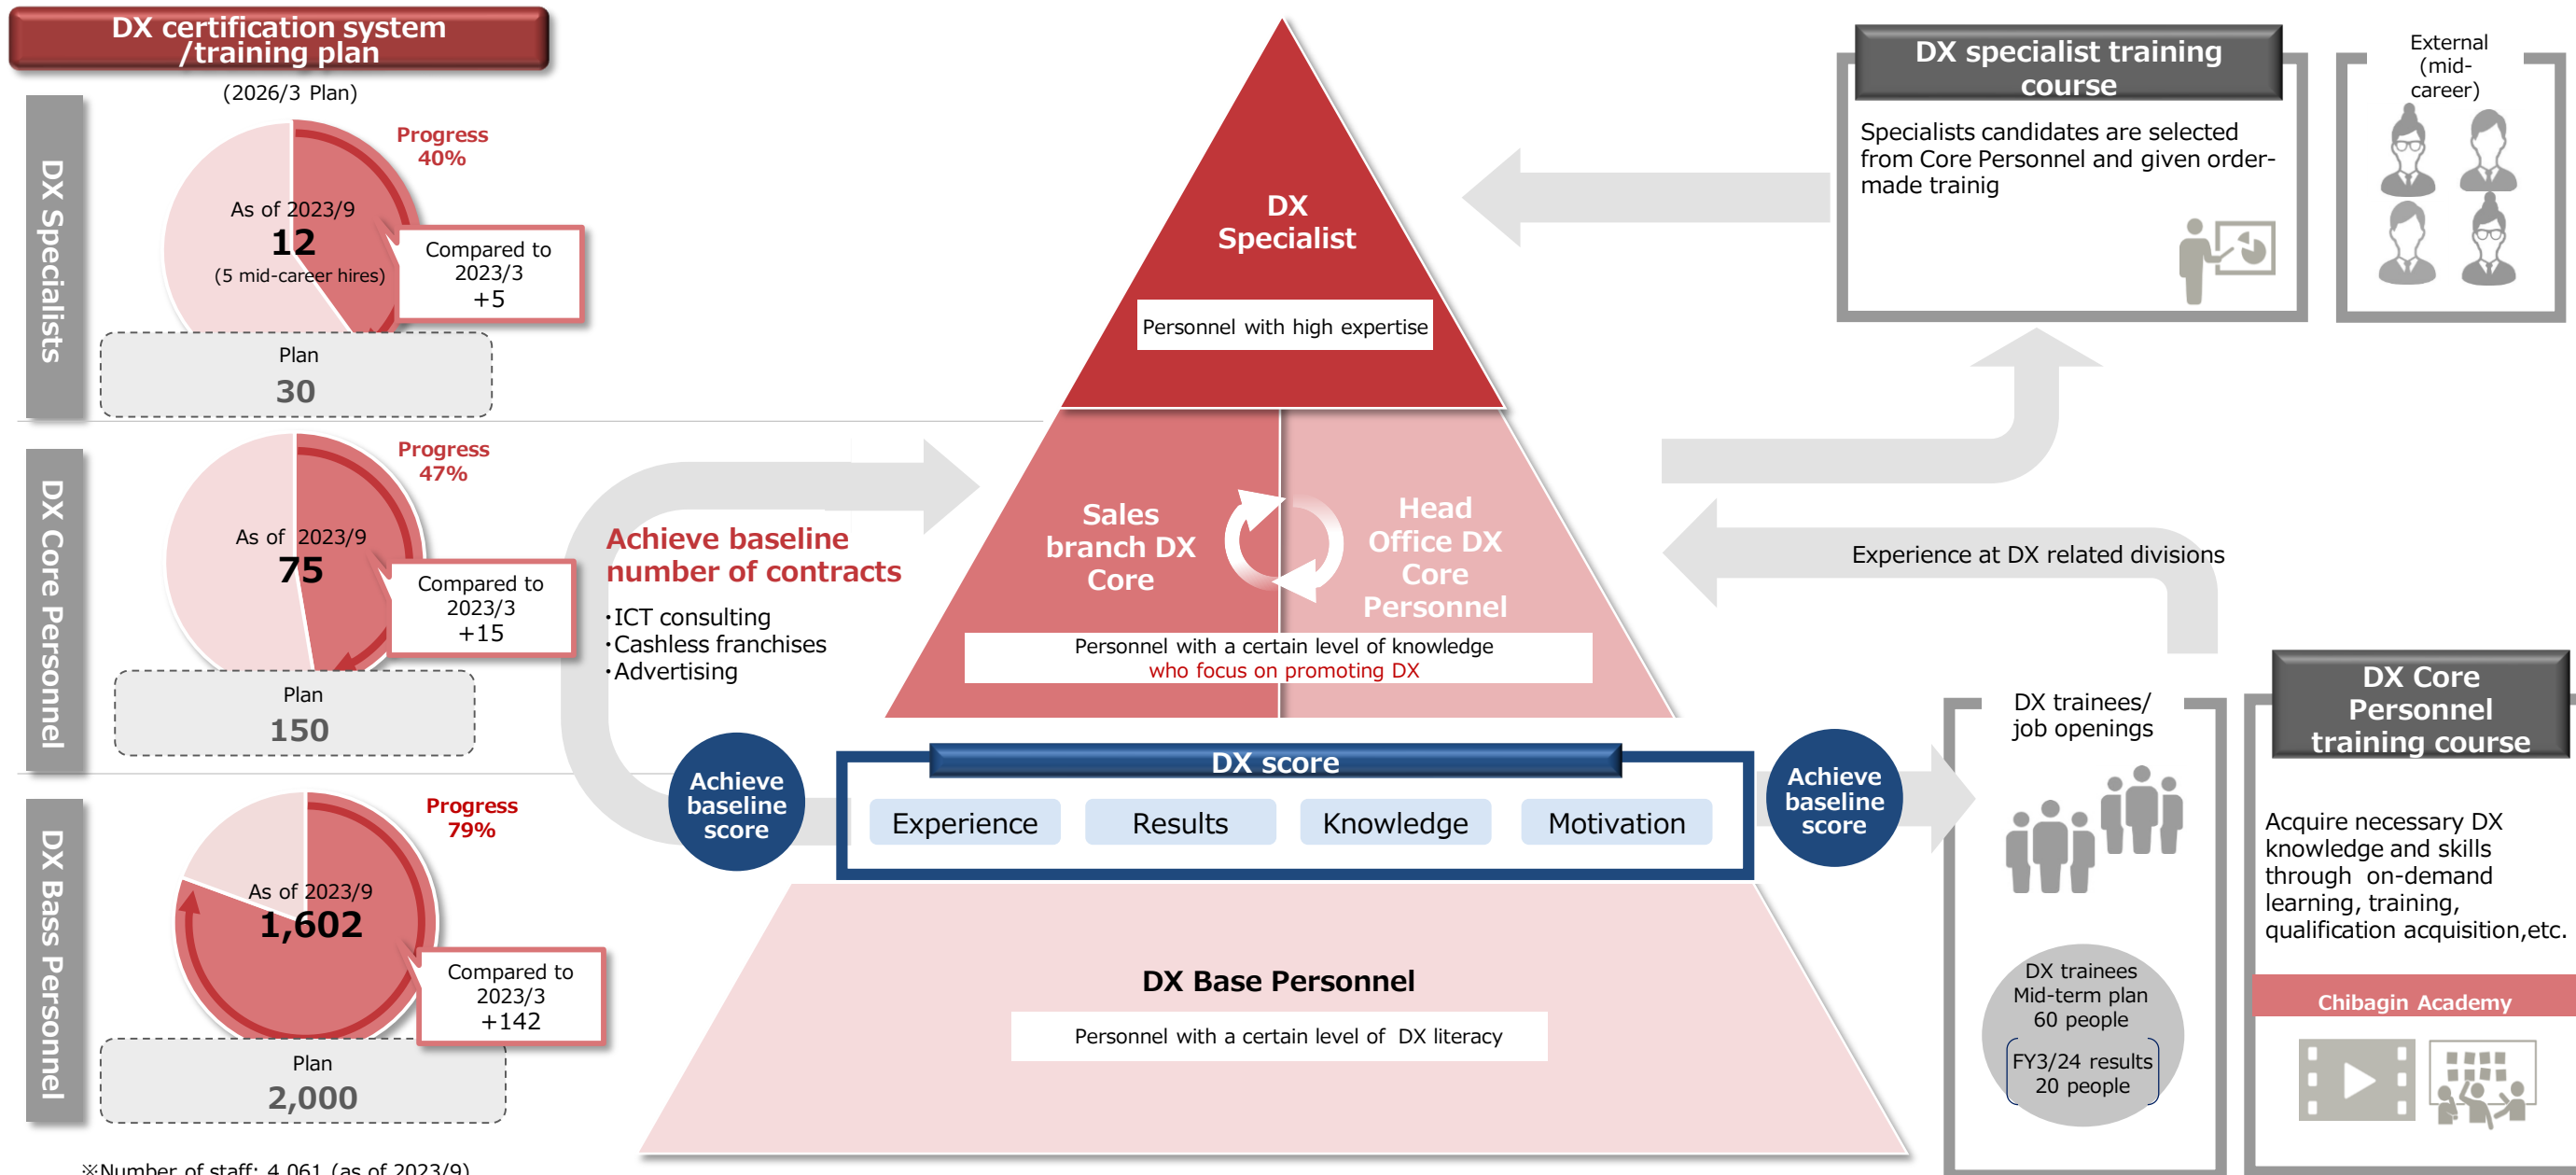 DX certification system
/training plan
(2026/3 Plan)
DX Specialists
Progress
40%
As of 2023/9
12
(5 mid-career hires)
Compared to
2023/3
+5
Plan
30
DX Core Personnel
Progress
47%
As of 2023/9
75
Compared to
2023/3
+15
Plan
150
DX Bass Personnel
Progress
79%
As of 2023/9
1,602
Compared to
2023/3
+142
Plan
2,000
※Number of staff: 4,061 (as of 2023/9)
Achieve baseline
number of contracts
・ICT consulting
・Cashless franchises
・Advertising
DX
Specialist
Personnel with high expertise
Sales
branch DX
Core
Head
Office DX
Core
Personnel
Personnel with a certain level of knowledge
who focus on promoting DX
Achieve
baseline
score
DX score
Experience
Results
Knowledge
Motivation
Achieve
baseline
score
DX Base Personnel
Personnel with a certain level of DX literacy
DX specialist training
course
Specialists candidates are selected
from Core Personnel and given order-
made trainig
External
(mid-
career)
Experience at DX related divisions
DX trainees/
job openings
DX trainees
Mid-term plan
60 people
FY3/24 results
20 people
DX Core
Personnel
training course
Acquire necessary DX
knowledge and skills
through on-demand
learning, training,
qualification acquisition,etc.
Chibagin Academy